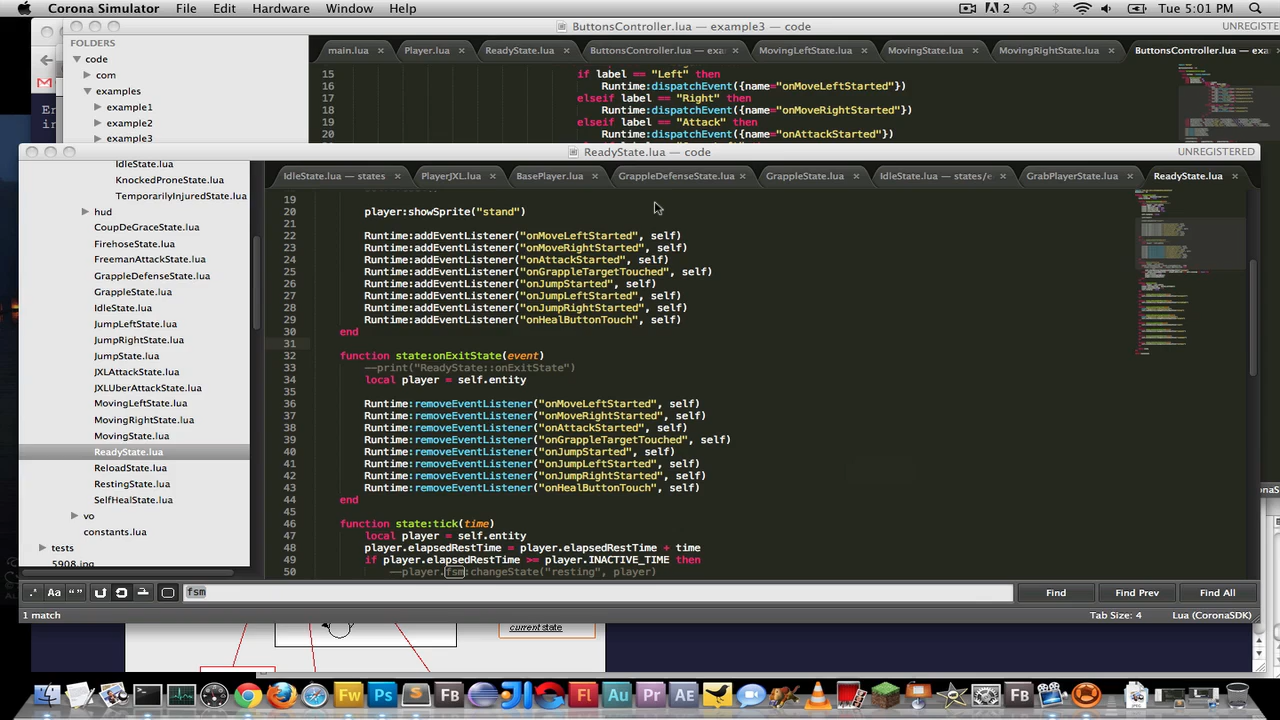 Corona Simulator File Edit Hardware Window Help 2 Tue 5:01 PM
ButtonsController.lua — example3 — code UNREGISTERED
FOLDERS
code
com
examples
example1
example2
example3
main.lua Player.lua ReadyState.lua ButtonsController.lua — exam MovingLeftState.lua MovingState.lua MovingRightState.lua ButtonsController.lua — exam
15 if label == "Left" then
16 Runtime:dispatchEvent({name="onMoveLeftStarted"})
17 elseif label == "Right" then
18 Runtime:dispatchEvent({name="onMoveRightStarted"})
19 elseif label == "Attack" then
20 Runtime:dispatchEvent({name="onAttackStarted"})
ReadyState.lua — code UNREGISTERED
IdleState.lua
KnockedProneState.lua
TemporarilyInjuredState.lua
hud
CoupDeGraceState.lua
FirehoseState.lua
FreemanAttackState.lua
GrappleDefenseState.lua
GrappleState.lua
IdleState.lua
JumpLeftState.lua
JumpRightState.lua
JumpState.lua
JXLAttackState.lua
JXLUberAttackState.lua
MovingLeftState.lua
MovingRightState.lua
MovingState.lua
ReadyState.lua
ReloadState.lua
RestingState.lua
SelfHealState.lua
vo
constants.lua
tests
5908.jpg
IdleState.lua — states PlayerJXL.lua BasePlayer.lua GrappleDefenseState.lua GrappleState.lua IdleState.lua — states/e GrabPlayerState.lua ReadyState.lua
19
20 player:showSprite("stand")
21
22 Runtime:addEventListener("onMoveLeftStarted", self)
23 Runtime:addEventListener("onMoveRightStarted", self)
24 Runtime:addEventListener("onAttackStarted", self)
25 Runtime:addEventListener("onGrappleTargetTouched", self)
26 Runtime:addEventListener("onJumpStarted", self)
27 Runtime:addEventListener("onJumpLeftStarted", self)
28 Runtime:addEventListener("onJumpRightStarted", self)
29 Runtime:addEventListener("onHealButtonTouch", self)
30 end
31
32 function state:onExitState(event)
33 --print("ReadyState::onExitState")
34 local player = self.entity
35
36 Runtime:removeEventListener("onMoveLeftStarted", self)
37 Runtime:removeEventListener("onMoveRightStarted", self)
38 Runtime:removeEventListener("onAttackStarted", self)
39 Runtime:removeEventListener("onGrappleTargetTouched", self)
40 Runtime:removeEventListener("onJumpStarted", self)
41 Runtime:removeEventListener("onJumpLeftStarted", self)
42 Runtime:removeEventListener("onJumpRightStarted", self)
43 Runtime:removeEventListener("onHealButtonTouch", self)
44 end
45
46 function state:tick(time)
47 local player = self.entity
48 player.elapsedRestTime = player.elapsedRestTime + time
49 if player.elapsedRestTime >= player.INACTIVE_TIME then
50 --player.fsm:changeState("resting", player)
.* Aa “” fsm Find Find Prev Find All
1 match Tab Size: 4 Lua (CoronaSDK)
current state
Fw Ps FB Fl Au Pr AE FB